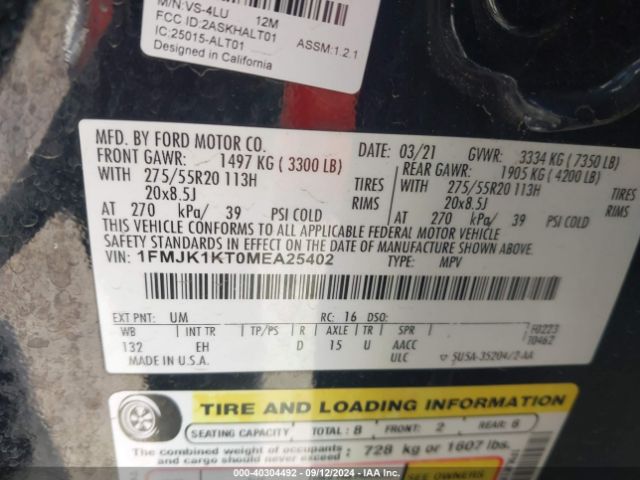 M/N:VS-4LU 12M
FCC ID:2ASKHALT01
IC:25015-ALT01 ASSM:1.2.1
Designed in California
MFD. BY FORD MOTOR CO.
DATE: 03/21 GVWR: 3334 KG (7350 LB)
FRONT GAWR: 1497 KG (3300 LB) REAR GAWR: 1905 KG (4200 LB)
WITH 275/55R20 113H TIRES WITH 275/55R20 113H TIRES
20x8.5J RIMS 20x8.5J RIMS
AT 270 kPa/ 39 PSI COLD AT 270 kPa/ 39 PSI COLD
THIS VEHICLE CONFORMS TO ALL APPLICABLE FEDERAL MOTOR VEHICLE
SAFETY STANDARDS IN EFFECT ON THE DATE OF MANUFACTURE SHOWN ABOVE.
VIN: 1FMJK1KT0MEA25402 TYPE: MPV
EXT PNT: UM RC: 16 DSO:
WB INT TR TP/PS R AXLE TR SPR F0223
132 EH D 15 U AACC T0462
MADE IN U.S.A. ULC
TIRE AND LOADING INFORMATION
SEATING CAPACITY TOTAL: 8 FRONT: 2 REAR: 6
The combined weight of occupants and cargo should never exceed 728 kg or 1607 lbs.
000-40304492 - 09/12/2024 - IAA Inc.